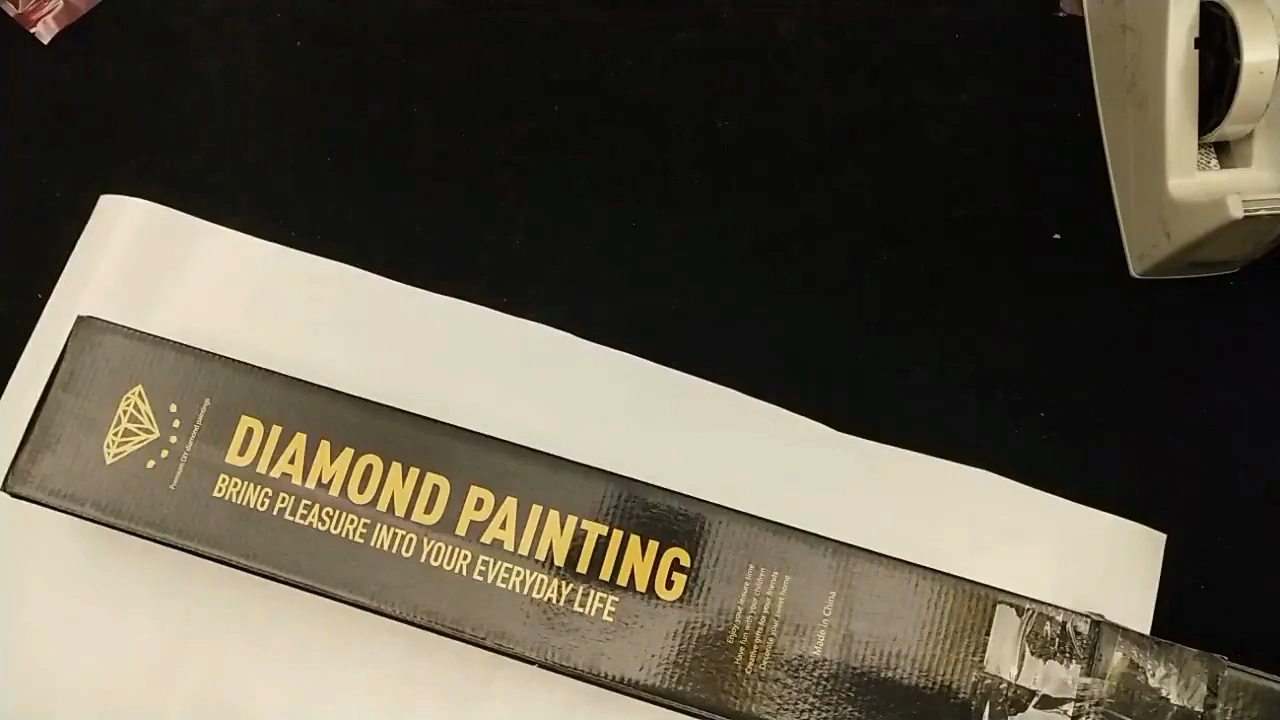 Premium DIY diamond paintings
DIAMOND PAINTING
BRING PLEASURE INTO YOUR EVERYDAY LIFE
Enjoy your leisure time
Have fun with your children
Creative gifts for your friends
Decorate your sweet home
Made in China